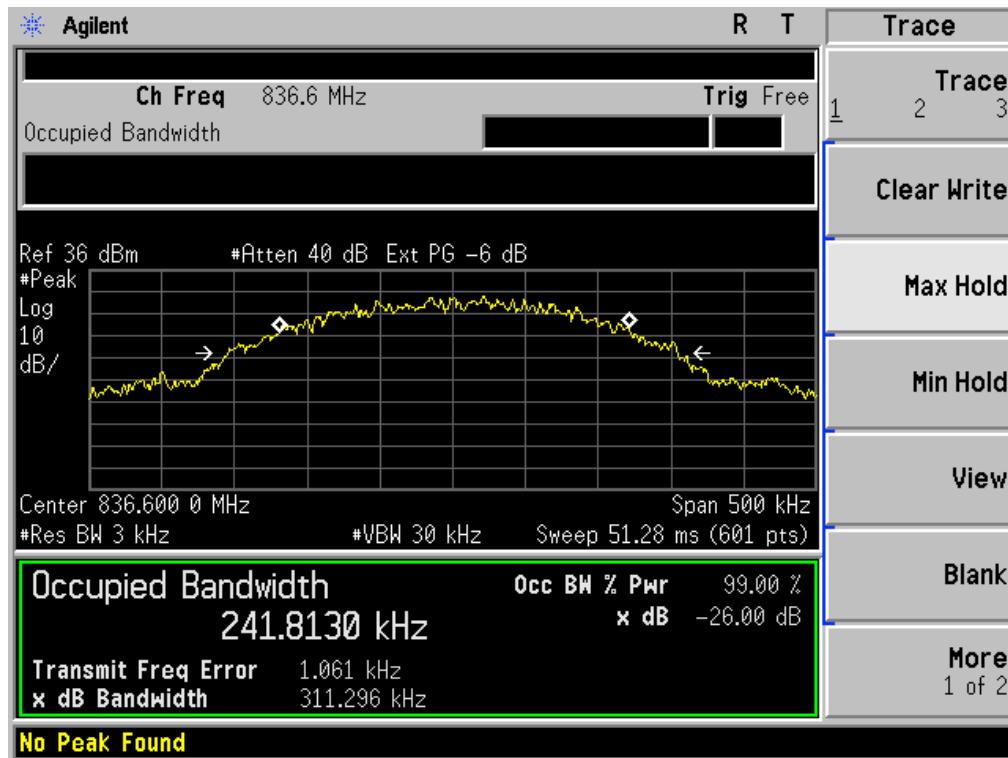 Agilent R T Trace
Ch Freq 836.6 MHz Trig Free
Occupied Bandwidth
Trace
1 2 3
Clear Write
Max Hold
Min Hold
View
Blank
More
1 of 2
Ref 36 dBm #Atten 40 dB Ext PG -6 dB
#Peak
Log
10
dB/
Center 836.600 0 MHz Span 500 kHz
#Res BW 3 kHz #VBW 30 kHz Sweep 51.28 ms (601 pts)
Occupied Bandwidth Occ BW % Pwr 99.00 %
241.8130 kHz x dB -26.00 dB
Transmit Freq Error 1.061 kHz
x dB Bandwidth 311.296 kHz
No Peak Found